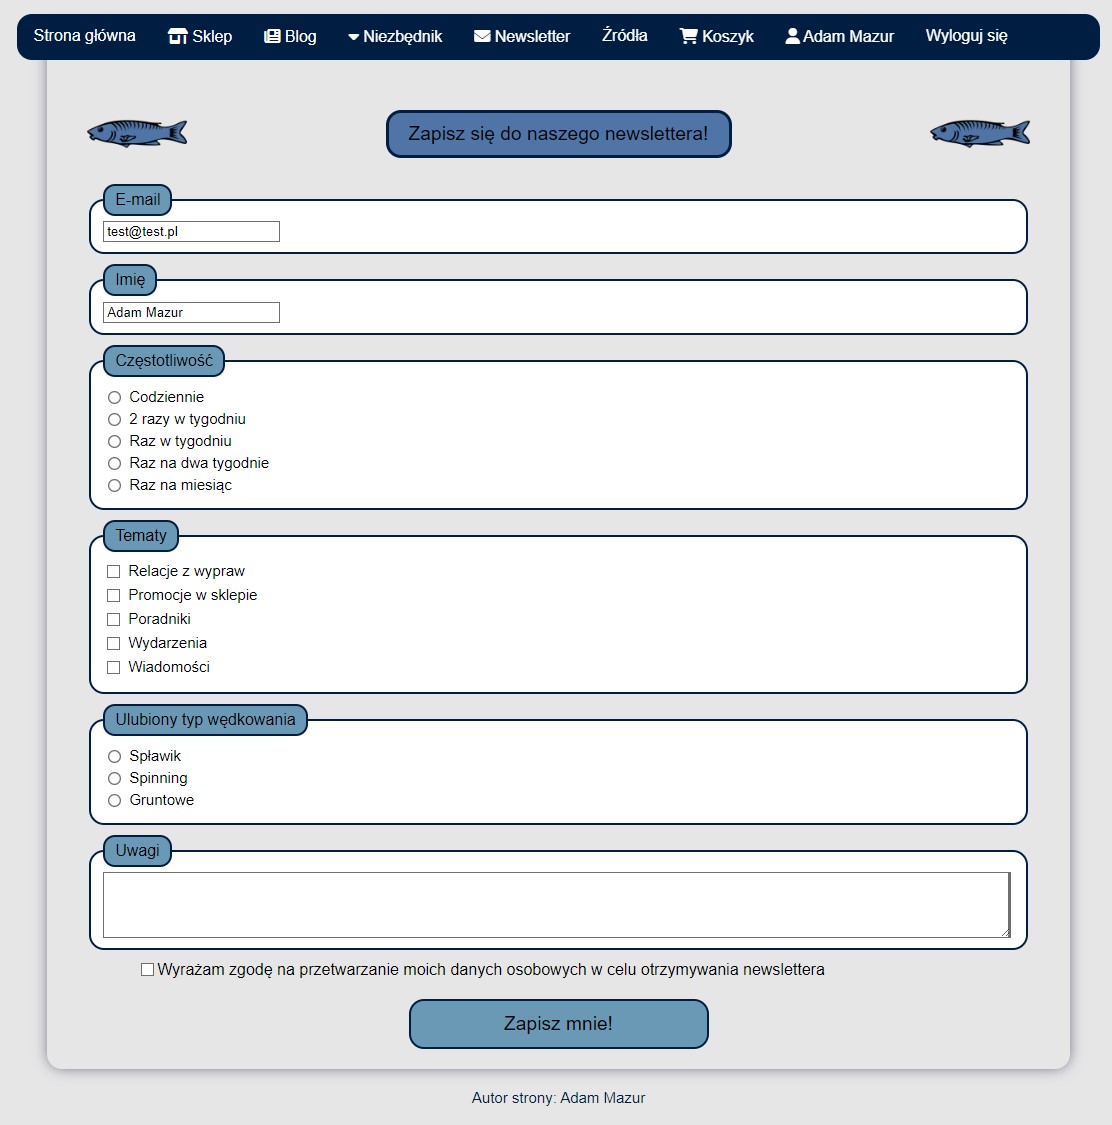 Strona główna Sklep Blog Niezbędnik Newsletter Źródła Koszyk Adam Mazur Wyloguj się
Zapisz się do naszego newslettera!
E-mail
test@test.pl
Imię
Adam Mazur
Częstotliwość
Codziennie
2 razy w tygodniu
Raz w tygodniu
Raz na dwa tygodnie
Raz na miesiąc
Tematy
Relacje z wypraw
Promocje w sklepie
Poradniki
Wydarzenia
Wiadomości
Ulubiony typ wędkowania
Spławik
Spinning
Gruntowe
Uwagi
Wyrażam zgodę na przetwarzanie moich danych osobowych w celu otrzymywania newslettera
Zapisz mnie!
Autor strony: Adam Mazur